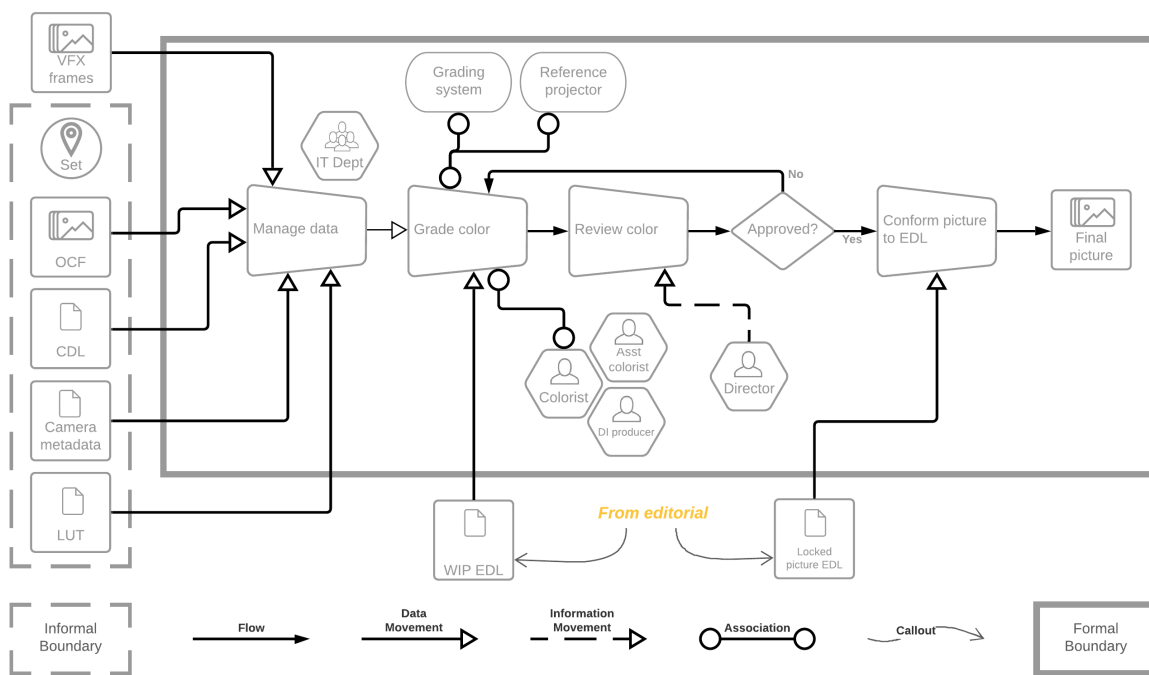 VFX
frames
Set
OCF
CDL
Camera
metadata
LUT
IT Dept
Manage data
Grading
system
Reference
projector
Grade color
Review color
No
Approved?
Yes
Conform picture
to EDL
Final
picture
Colorist
Asst
colorist
DI producer
Director
WIP EDL
From editorial
Locked
picture EDL
Informal
Boundary
Flow
Data
Movement
Information
Movement
Association
Callout
Formal
Boundary